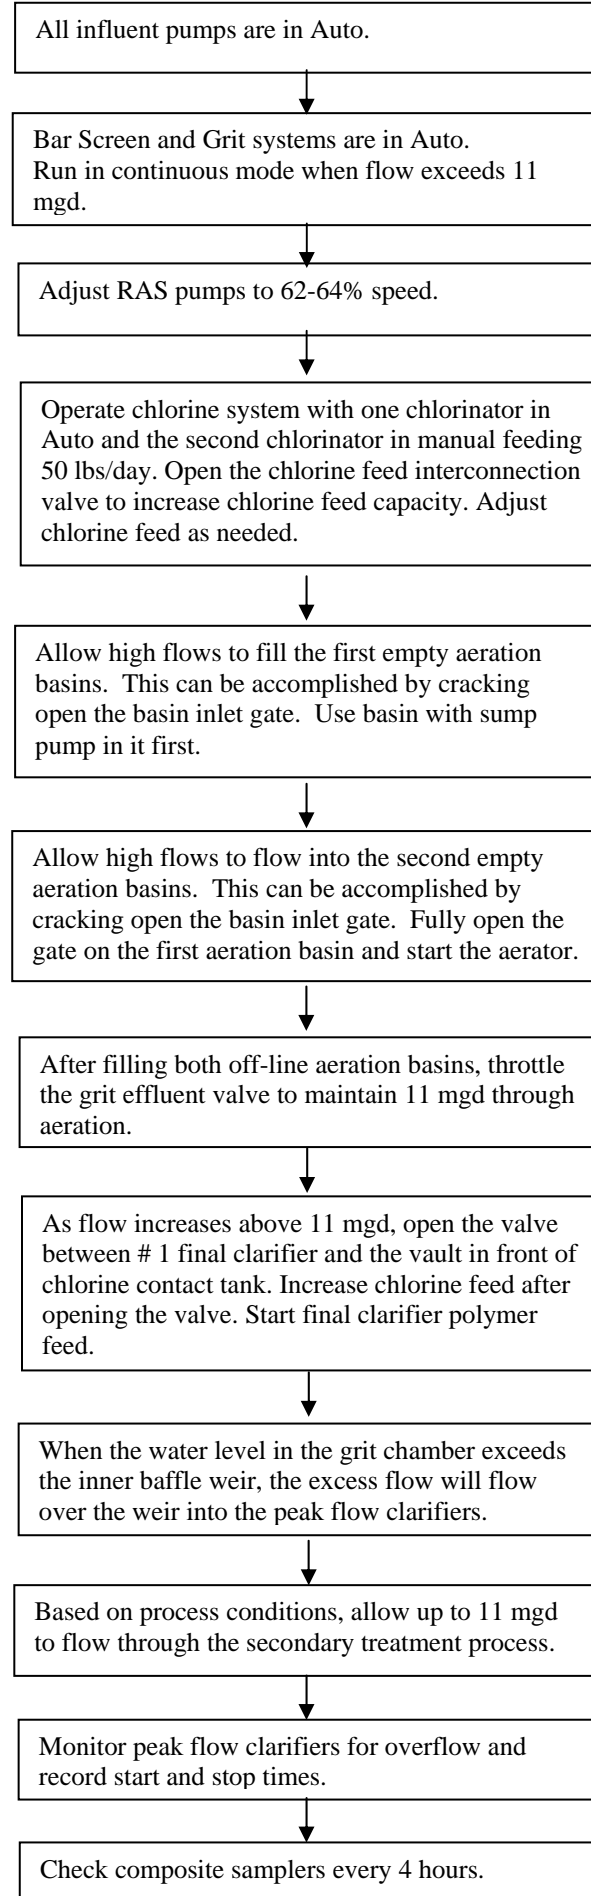 All influent pumps are in Auto.
Bar Screen and Grit systems are in Auto.
Run in continuous mode when flow exceeds 11
mgd.
Adjust RAS pumps to 62-64% speed.
Operate chlorine system with one chlorinator in
Auto and the second chlorinator in manual feeding
50 lbs/day. Open the chlorine feed interconnection
valve to increase chlorine feed capacity. Adjust
chlorine feed as needed.
Allow high flows to fill the first empty aeration
basins.  This can be accomplished by cracking
open the basin inlet gate.  Use basin with sump
pump in it first.
Allow high flows to flow into the second empty
aeration basins.  This can be accomplished by
cracking open the basin inlet gate.  Fully open the
gate on the first aeration basin and start the aerator.
After filling both off-line aeration basins, throttle
the grit effluent valve to maintain 11 mgd through
aeration.
As flow increases above 11 mgd, open the valve
between # 1 final clarifier and the vault in front of
chlorine contact tank. Increase chlorine feed after
opening the valve. Start final clarifier polymer
feed.
When the water level in the grit chamber exceeds
the inner baffle weir, the excess flow will flow
over the weir into the peak flow clarifiers.
Based on process conditions, allow up to 11 mgd
to flow through the secondary treatment process.
Monitor peak flow clarifiers for overflow and
record start and stop times.
Check composite samplers every 4 hours.